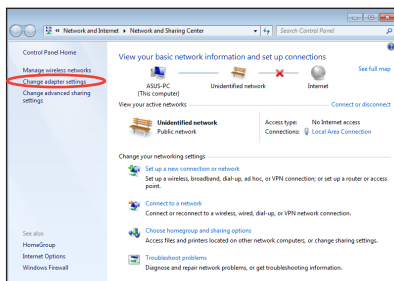 Network and Internet ▸ Network and Sharing Center
Search Control Panel
Control Panel Home
Manage wireless networks
Change adapter settings
Change advanced sharing
settings
View your basic network information and set up connections
See full map
ASUS-PC
(This computer)
Unidentified network
Internet
View your active networks
Connect or disconnect
Unidentified network
Public network
Access type: No Internet access
Connections: Local Area Connection
Change your networking settings
Set up a new connection or network
Set up a wireless, broadband, dial-up, ad hoc, or VPN connection; or set up a router or access
point.
Connect to a network
Connect or reconnect to a wireless, wired, dial-up, or VPN network connection.
Choose homegroup and sharing options
Access files and printers located on other network computers, or change sharing settings.
Troubleshoot problems
Diagnose and repair network problems, or get troubleshooting information.
See also
HomeGroup
Internet Options
Windows Firewall